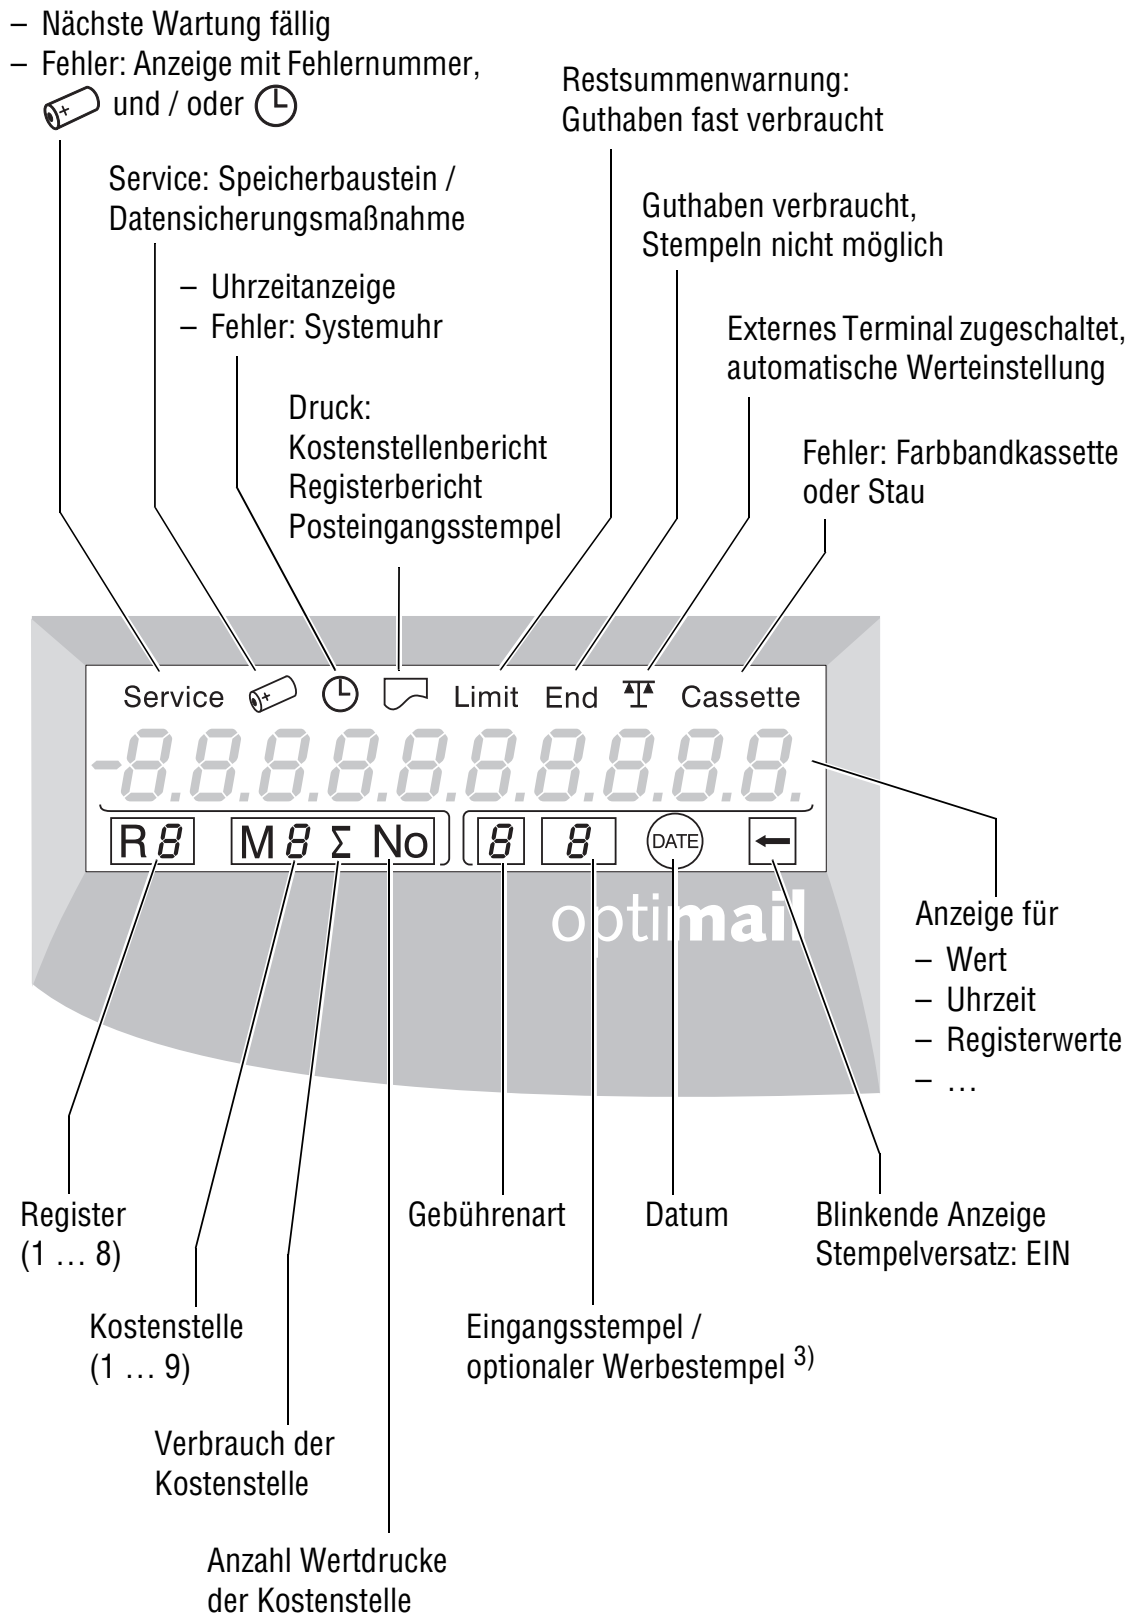 – Nächste Wartung fällig
– Fehler: Anzeige mit Fehlernummer,
und / oder
Restsummenwarnung:
Guthaben fast verbraucht
Service: Speicherbaustein /
Datensicherungsmaßnahme
Guthaben verbraucht,
Stempeln nicht möglich
– Uhrzeitanzeige
– Fehler: Systemuhr
Externes Terminal zugeschaltet,
automatische Werteinstellung
Druck:
Kostenstellenbericht
Registerbericht
Posteingangsstempel
Fehler: Farbbandkassette
oder Stau
Service Limit End Cassette
-8.8.8.8.8.8.8.8.8.8.
R 8 M 8 Σ No 8 8 DATE ←
optimail
Anzeige für
– Wert
– Uhrzeit
– Registerwerte
– …
Register
(1 … 8)
Gebührenart
Datum
Blinkende Anzeige
Stempelversatz: EIN
Kostenstelle
(1 … 9)
Eingangsstempel /
optionaler Werbestempel 3)
Verbrauch der
Kostenstelle
Anzahl Wertdrucke
der Kostenstelle